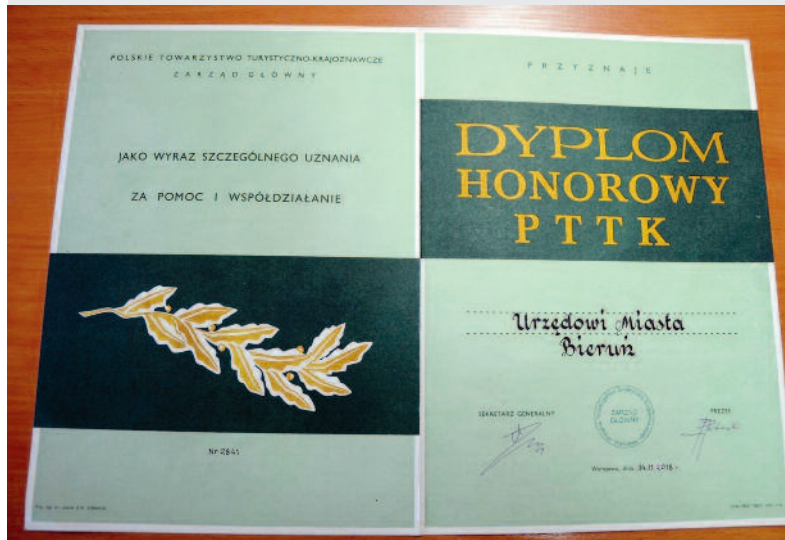 POLSKIE TOWARZYSTWO TURYSTYCZNO-KRAJOZNAWCZE
ZARZĄD GŁÓWNY
JAKO WYRAZ SZCZEGÓLNEGO UZNANIA
ZA POMOC I WSPÓŁDZIAŁANIE
Nr 2841
PRZYZNAJE
DYPLOM
HONOROWY
PTTK
Urzędowi Miasta
Bieruń
SEKRETARZ GENERALNY
ZARZĄD
GŁÓWNY
PREZES
Warszawa, dnia